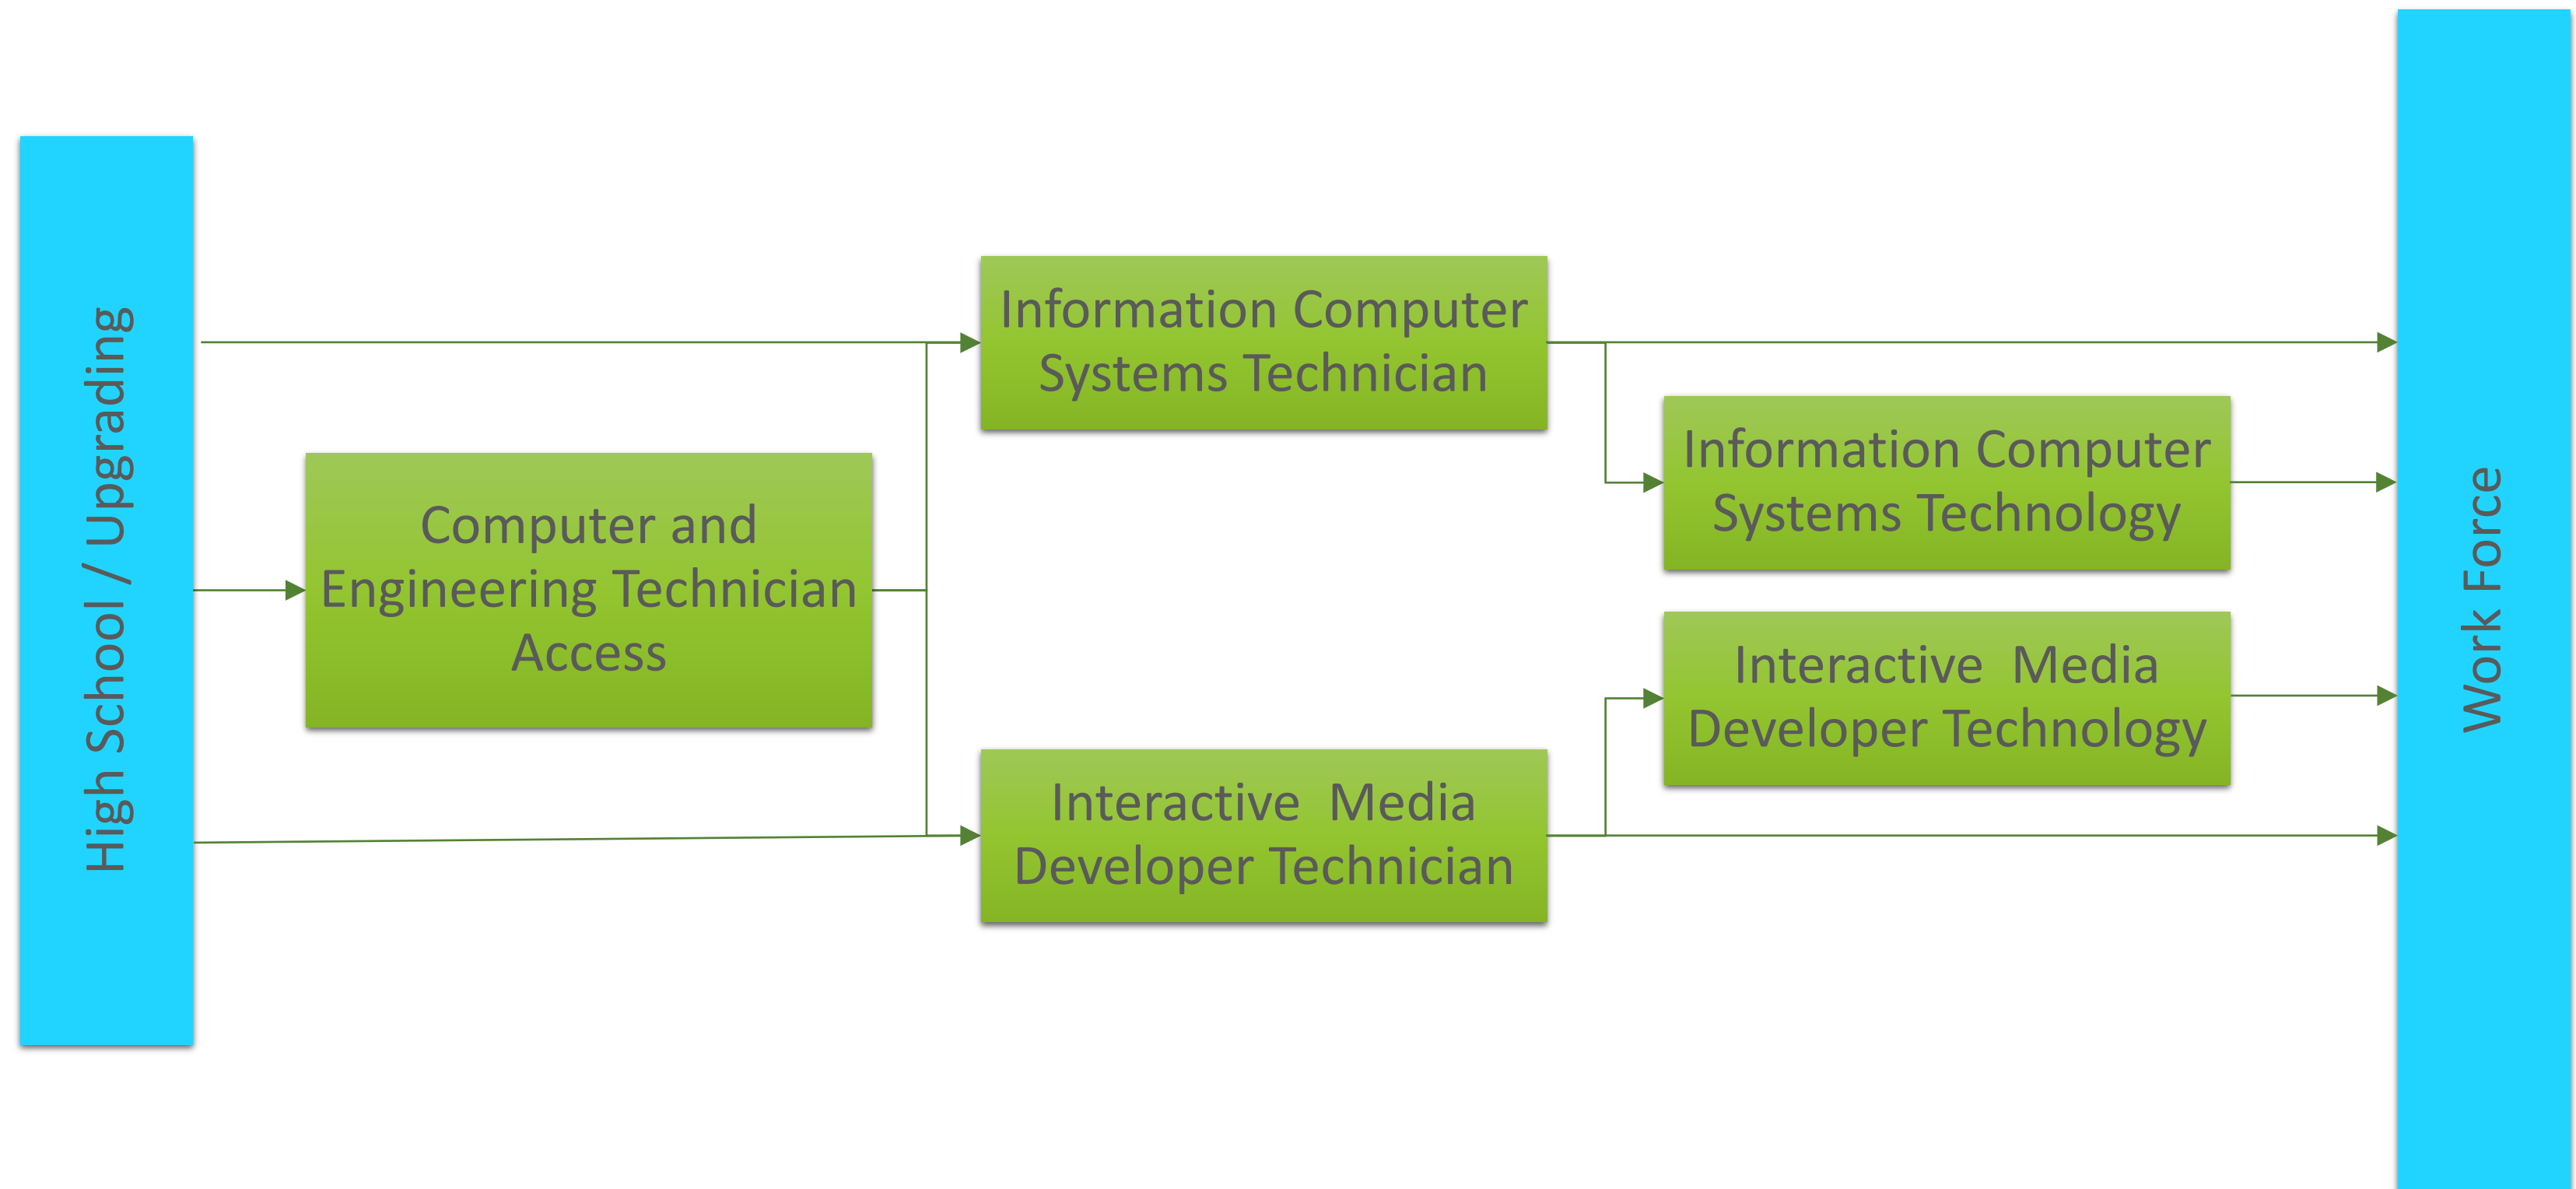 High School / Upgrading
Computer and
Engineering Technician
Access
Information Computer
Systems Technician
Interactive  Media
Developer Technician
Information Computer
Systems Technology
Interactive  Media
Developer Technology
Work Force